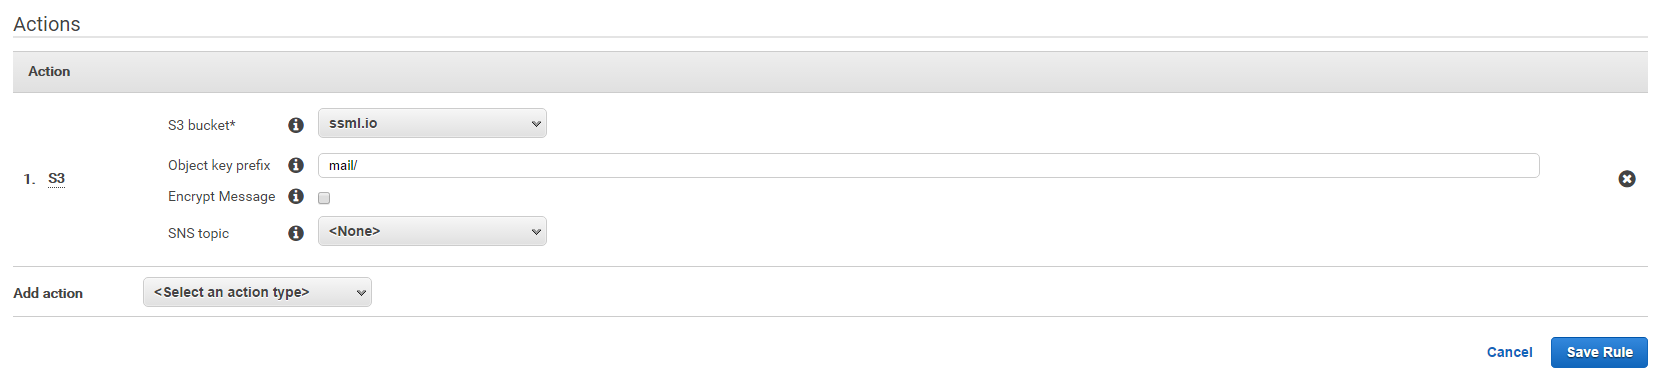 Actions
Action
S3 bucket*
ssml.io
Object key prefix
mail/
1. S3
Encrypt Message
SNS topic
<None>
Add action
<Select an action type>
Cancel
Save Rule